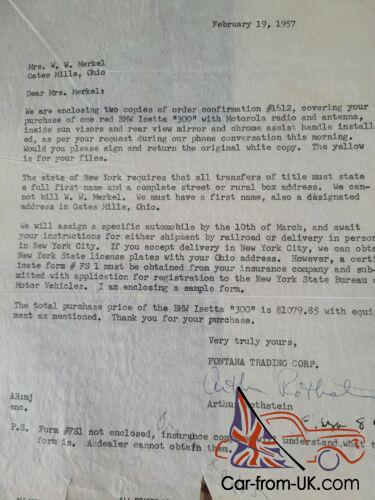 February 19, 1957
Mrs. W. W. Merkel
Gates Mills, Ohio
Dear Mrs. Merkel:
We are enclosing two copies of order confirmation #1612, covering your
purchase of one red BMW Isetta "300" with Motorola radio and antenna,
inside sun visors and rear view mirror and chrome assist handle install-
ed, as per your request during our phone conversation this morning.
Would you please sign and return the original white copy. The yellow
is for your files.
The state of New York requires that all transfers of title must state
a full first name and a complete street or rural box address. We can-
not bill W. W. Merkel. We must have a first name, also a designated
address in Gates Mills, Ohio.
We will assign a specific automobile by the 10th of March, and await
your instructions for either shipment by railroad or delivery in person
in New York City. If you accept delivery in New York City, we can obt
New York State license plates with your Ohio address. However, a certi
icate form # FS 1 must be obtained from your insurance company and sub-
mitted with application for registration to the New York State Bureau
Motor Vehicles. I am enclosing a sample form.
The total purchase price of the BMW Isetta "300" is $1079.85 with equi
ment as mentioned. Thank you for your purchase.
Very truly yours,
FONTANA TRADING CORP.
Arthur Rothstein
Arthur Rothstein
AR:mj
enc.
P.S. Form #FS1 not enclosed, insurance co understand what t
form is. A dealer cannot obtain them.
Car-from-UK.com